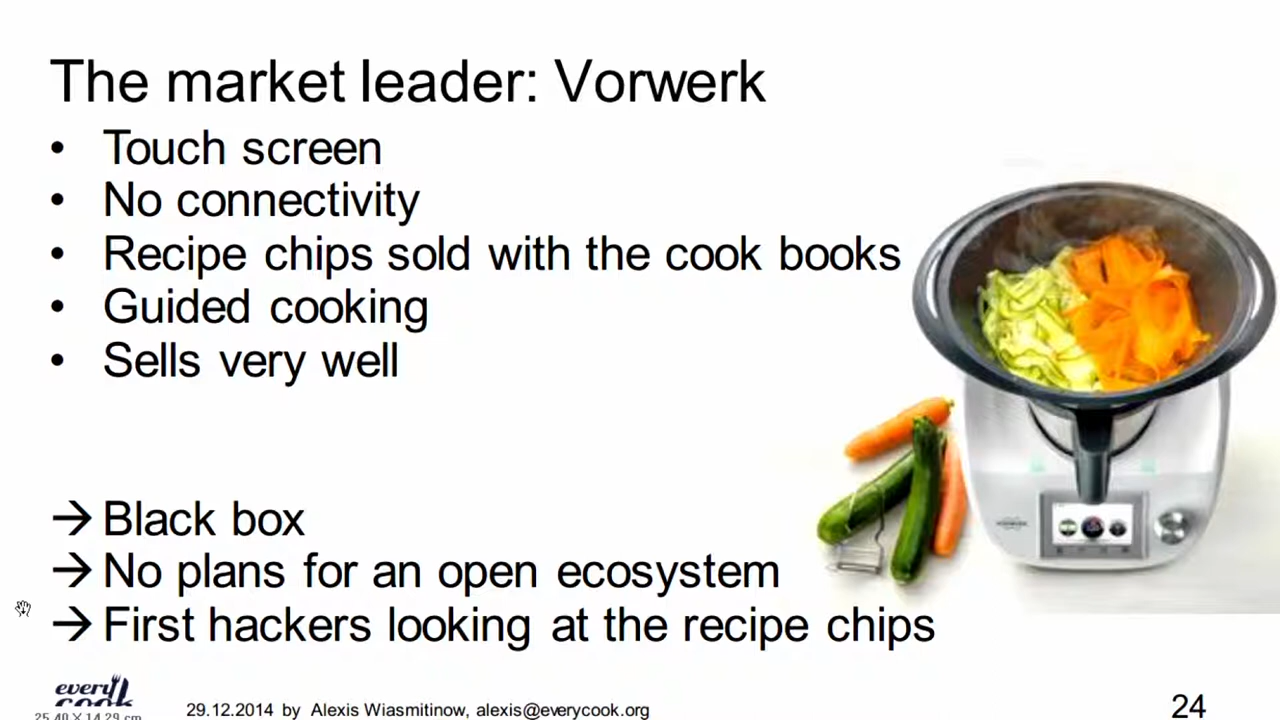 The market leader: Vorwerk
• Touch screen
• No connectivity
• Recipe chips sold with the cook books
• Guided cooking
• Sells very well
→ Black box
→ No plans for an open ecosystem
→ First hackers looking at the recipe chips
every
cook
25,40 × 14,29 cm
29.12.2014 by Alexis Wiasmitinow, alexis@everycook.org
24